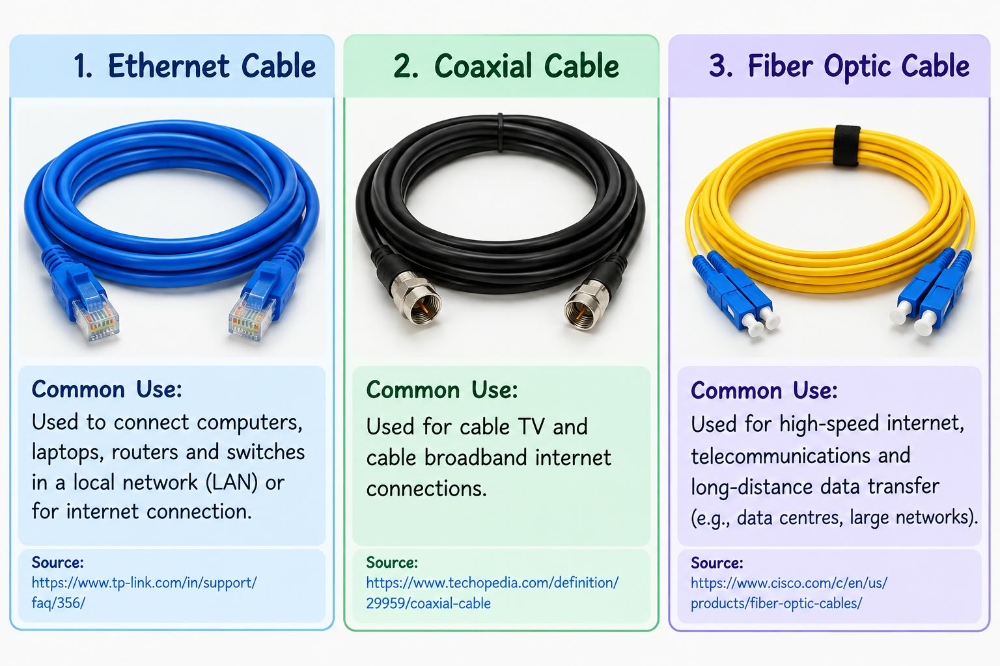 1. Ethernet Cable
Common Use:
Used to connect computers,
laptops, routers and switches
in a local network (LAN) or
for internet connection.
Source:
https://www.tp-link.com/in/support/
faq/356/
2. Coaxial Cable
Common Use:
Used for cable TV and
cable broadband internet
connections.
Source:
https://www.techopedia.com/definition/
29959/coaxial-cable
3. Fiber Optic Cable
Common Use:
Used for high-speed internet,
telecommunications and
long-distance data transfer
(e.g., data centres, large networks).
Source:
https://www.cisco.com/c/en/us/
products/fiber-optic-cables/